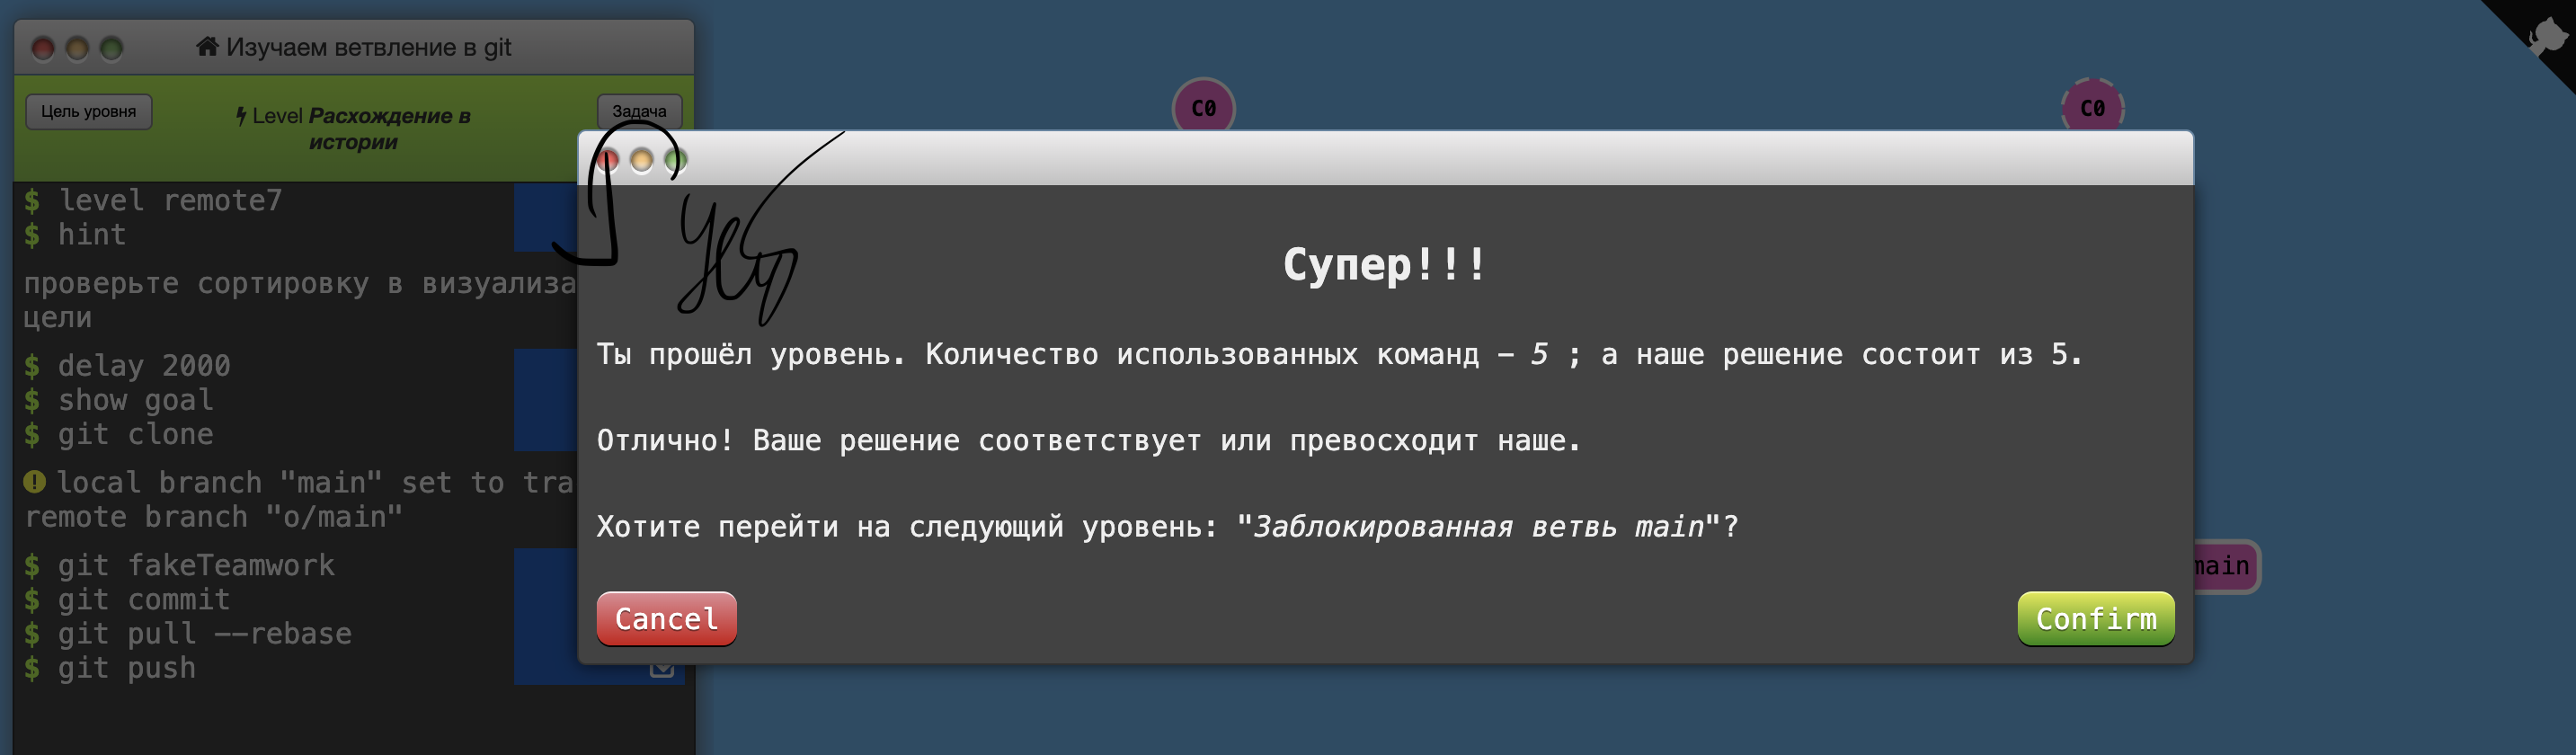 Изучаем ветвление в git
Цель уровня
Level Расхождение в
истории
Задача
$ level remote7
$ hint
проверьте сортировку в визуализа
цели
$ delay 2000
$ show goal
$ git clone
local branch "main" set to tra
remote branch "o/main"
$ git fakeTeamwork
$ git commit
$ git pull --rebase
$ git push
C0
C0
Супер!!!
Ты прошёл уровень. Количество использованных команд - 5 ; а наше решение состоит из 5.
Отлично! Ваше решение соответствует или превосходит наше.
Хотите перейти на следующий уровень: "Заблокированная ветвь main"?
Cancel
Confirm
main